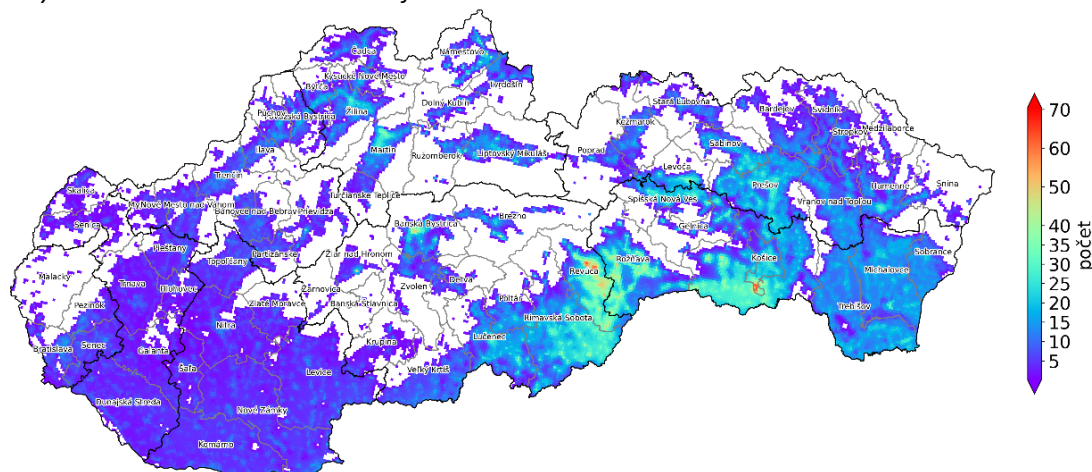 Čadca
Námestovo
Kysucké Nové Mesto
Tvrdošín
Bytča
Dolný Kubín
Stará Ľubovňa
Bardejov
Svidník
Púchov
Považská Bystrica
Žilina
Kežmarok
Stropkov
Medzilaborce
Ilava
Martin
Ružomberok
Liptovský Mikuláš
Poprad
Levoča
Sabinov
Trenčín
Prešov
Humenné
Snina
Skalica
Turčianske Teplice
Spišská Nová Ves
Vranov nad Topľou
My
Nové Mesto nad Váhom
Bánovce nad Bebrav
Prievidza
Senica
Banská Bystrica
Brezno
Gelnica
Piešťany
Topoľčany
Partizánske
Žiar nad Hronom
Revúca
Rožňava
Košice
Sobrance
Malacky
Trnava
Hlohovec
Zvolen
Detva
Michalovce
Pezinok
Zlaté Moravce
Žarnovica
Banská Štiavnica
Poltár
Trebišov
Nitra
Rimavská Sobota
Bratislava
Senec
Galanta
Krupina
Lučenec
Šaľa
Levice
Veľký Krtíš
Dunajská Streda
Nové Zámky
Komárno
70
60
50
40
30
20
15
10
5
počet